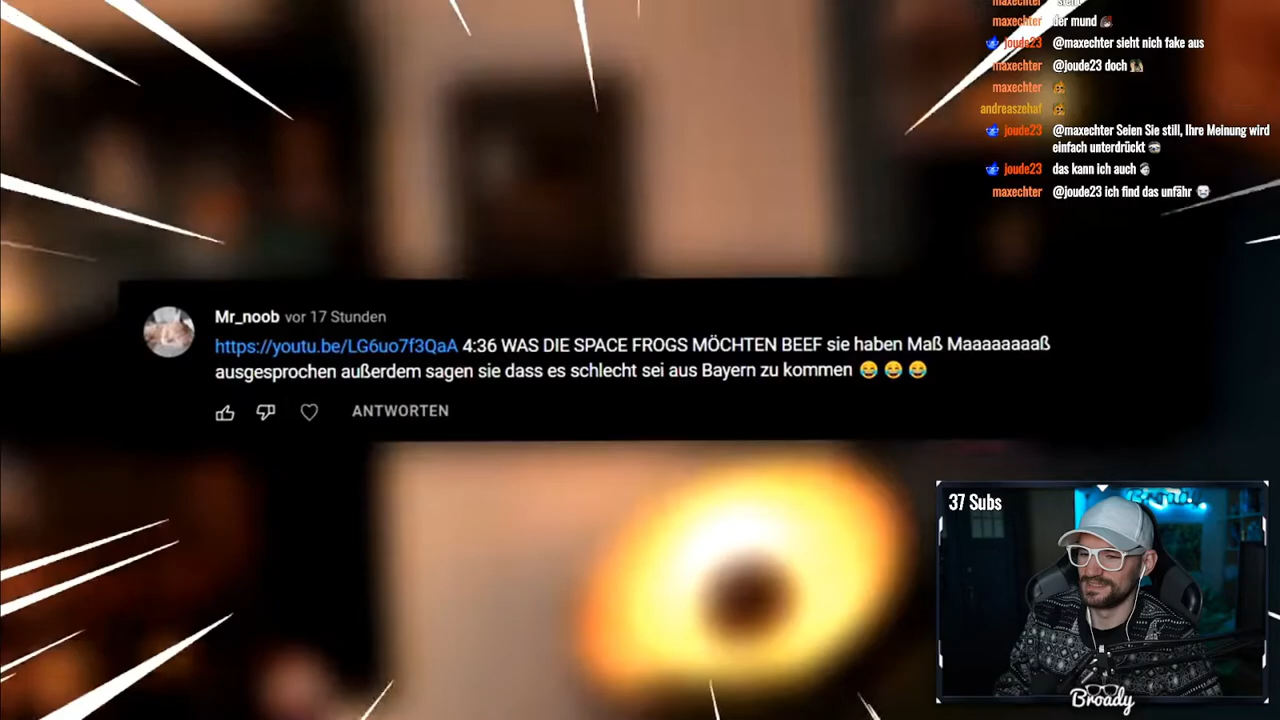 maxechter
maxechter der mund
joude23 @maxechter sieht nich fake aus
maxechter @joude23 doch
maxechter
andreaszehaf
joude23 @maxechter Seien Sie still, Ihre Meinung wird
einfach unterdrückt
joude23 das kann ich auch
maxechter @joude23 ich find das unfähr
Mr_noob vor 17 Stunden
https://youtu.be/LG6uo7f3QaA 4:36 WAS DIE SPACE FROGS MÖCHTEN BEEF sie haben Maß Maaaaaaaß
ausgesprochen außerdem sagen sie dass es schlecht sei aus Bayern zu kommen 😂 😂 😂
ANTWORTEN
37 Subs
Broady